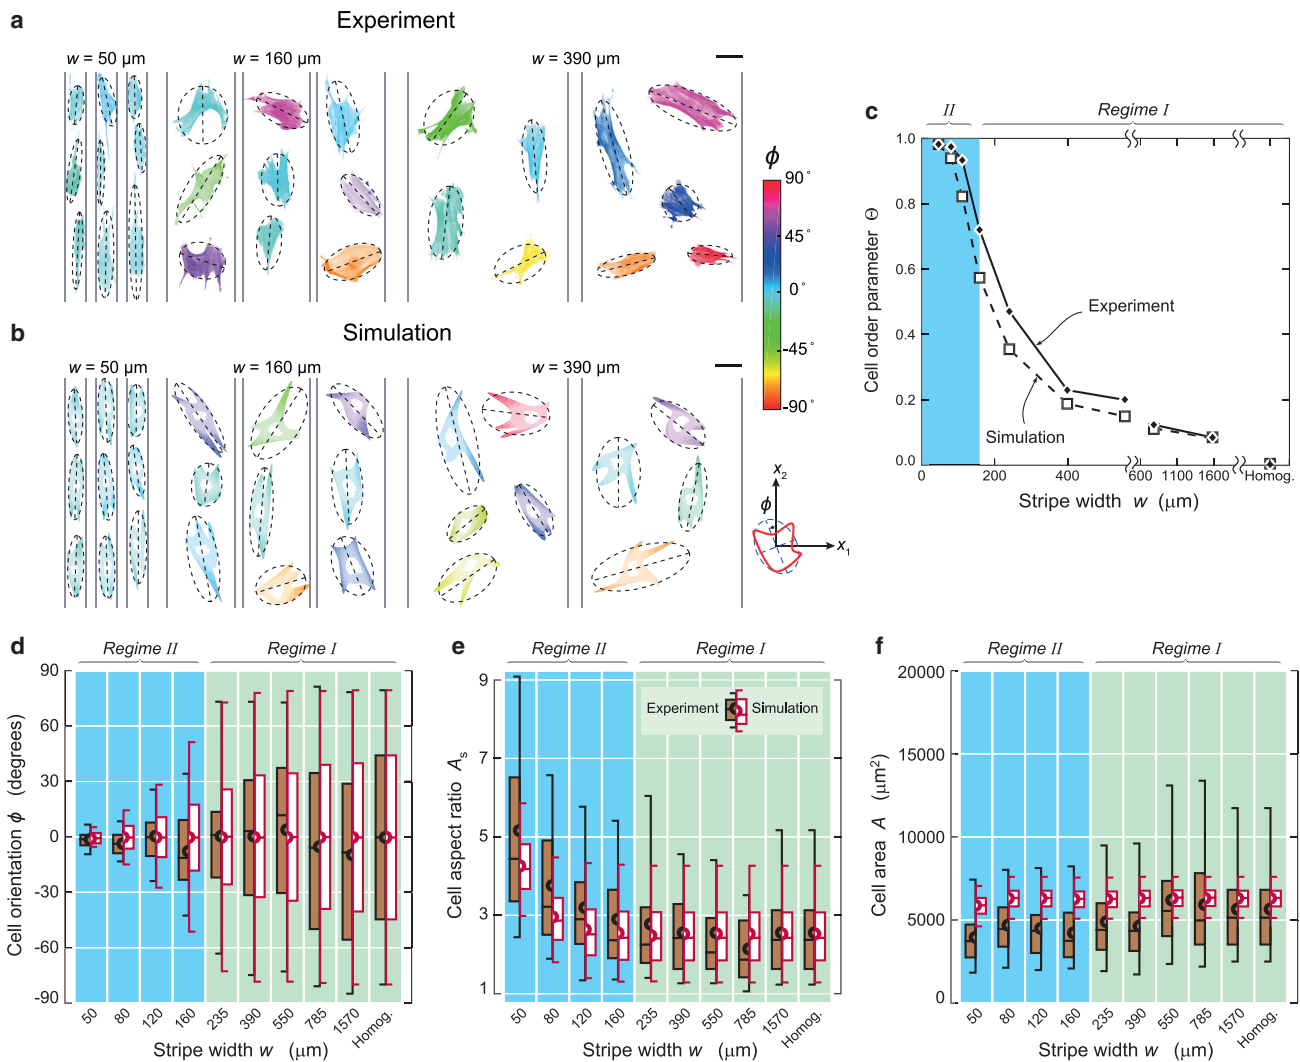 a
Experiment
w = 50 µm
w = 160 µm
w = 390 µm
ϕ
90°
45°
0°
-45°
-90°
b
Simulation
w = 50 µm
w = 160 µm
w = 390 µm
x2
ϕ
x1
c
II
Regime I
1.0
0.8
0.6
0.4
0.2
0.0
Cell order parameter Θ
Experiment
Simulation
0 200 400 600 1100 1600 Homog.
Stripe width w (µm)
d
Regime II
Regime I
90
60
30
0
-30
-60
-90
Cell orientation ϕ (degrees)
50 80 120 160 235 390 550 785 1570 Homog.
Stripe width w (µm)
e
Regime II
Regime I
9
7
5
3
1
Cell aspect ratio As
Experiment
Simulation
50 80 120 160 235 390 550 785 1570 Homog.
Stripe width w (µm)
f
Regime II
Regime I
20000
15000
10000
5000
0
Cell area A (µm²)
50 80 120 160 235 390 550 785 1570 Homog.
Stripe width w (µm)